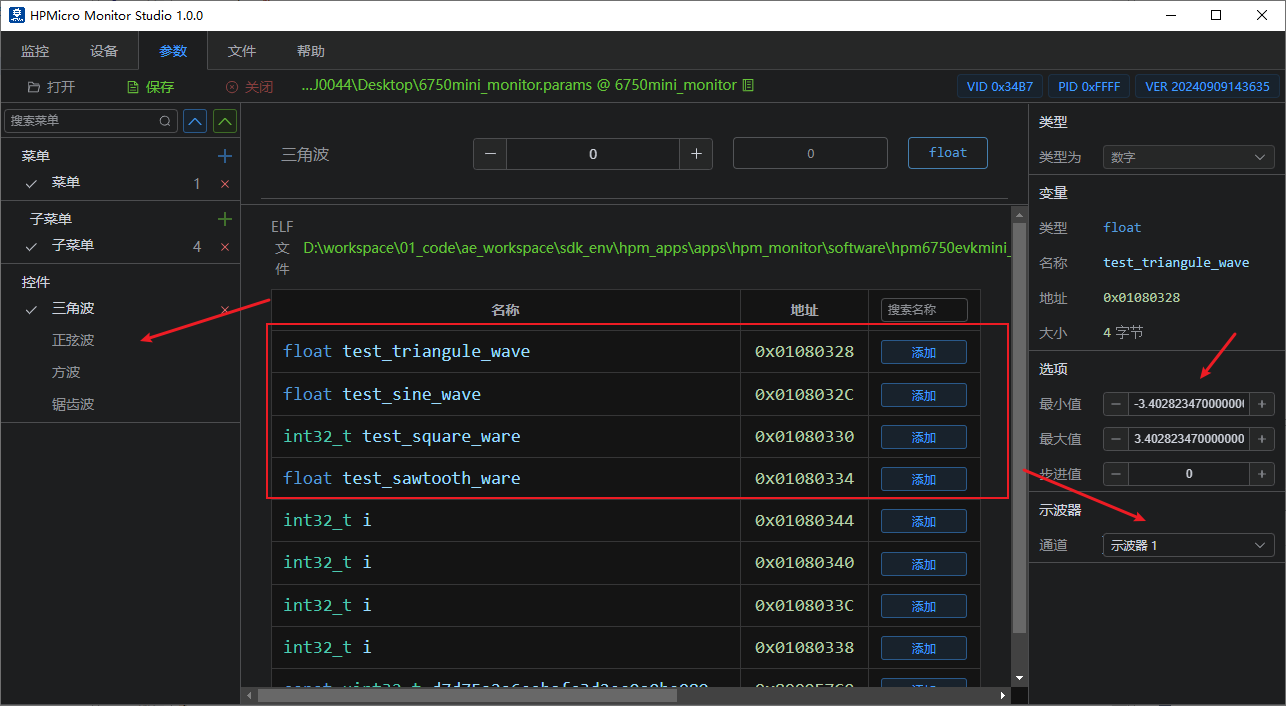 HPMicro Monitor Studio 1.0.0
监控 设备 参数 文件 帮助
打开 保存 关闭 ...J0044\Desktop\6750mini_monitor.params @ 6750mini_monitor VID 0x34B7 PID 0xFFFF VER 20240909143635
搜索菜单
菜单
菜单 1
子菜单
子菜单 4
控件
三角波
正弦波
方波
锯齿波
三角波 0 0 float
ELF
文
件
D:\workspace\01_code\ae_workspace\sdk_env\hpm_apps\apps\hpm_monitor\software\hpm6750evkmini_
名称 地址 搜索名称
float test_triangule_wave 0x01080328 添加
float test_sine_wave 0x0108032C 添加
int32_t test_square_ware 0x01080330 添加
float test_sawtooth_ware 0x01080334 添加
int32_t i 0x01080344 添加
int32_t i 0x01080340 添加
int32_t i 0x0108033C 添加
int32_t i 0x01080338 添加
类型
类型为 数字
变量
类型 float
名称 test_triangule_wave
地址 0x01080328
大小 4 字节
选项
最小值 -3.40282347000000
最大值 3.402823470000000
步进值 0
示波器
通道 示波器 1